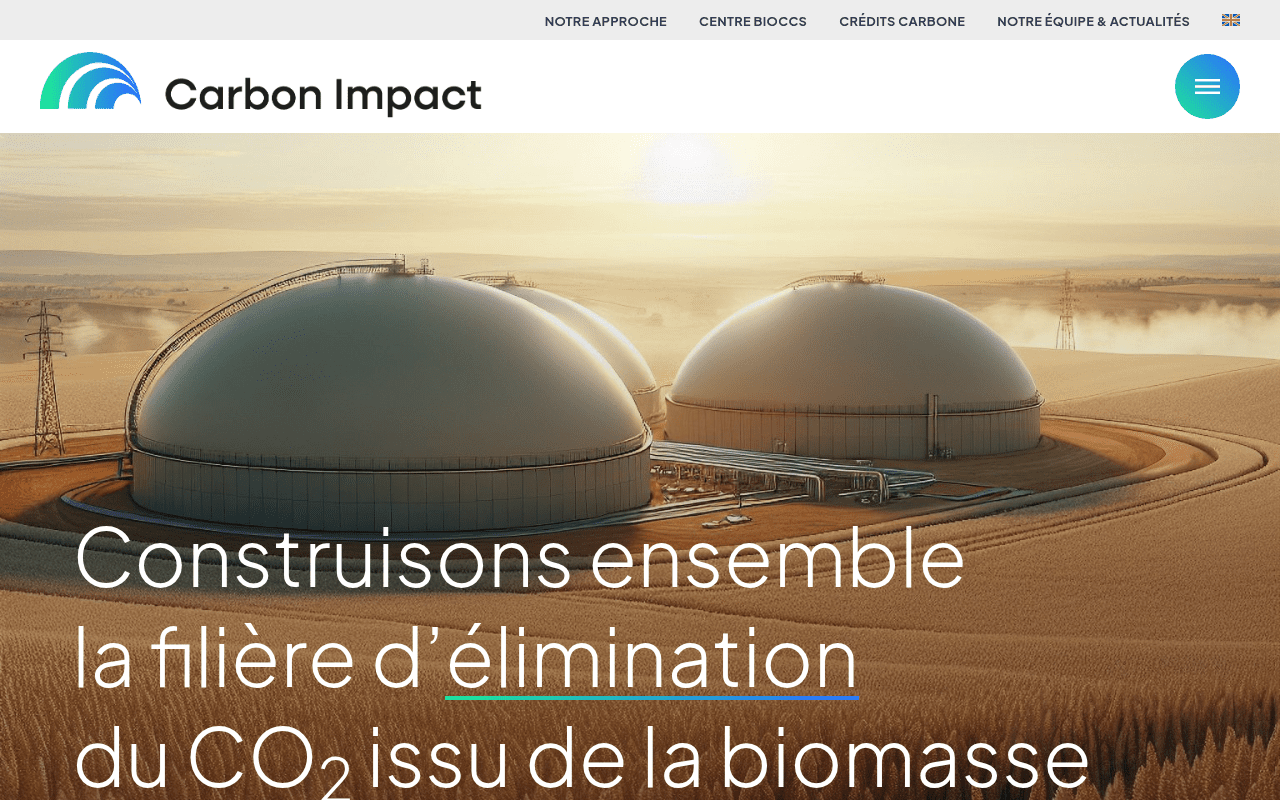 NOTRE APPROCHE CENTRE BIOCCS CRÉDITS CARBONE NOTRE ÉQUIPE & ACTUALITÉS
Carbon Impact
Construisons ensemble
la filière d’élimination
du CO₂ issu de la biomasse